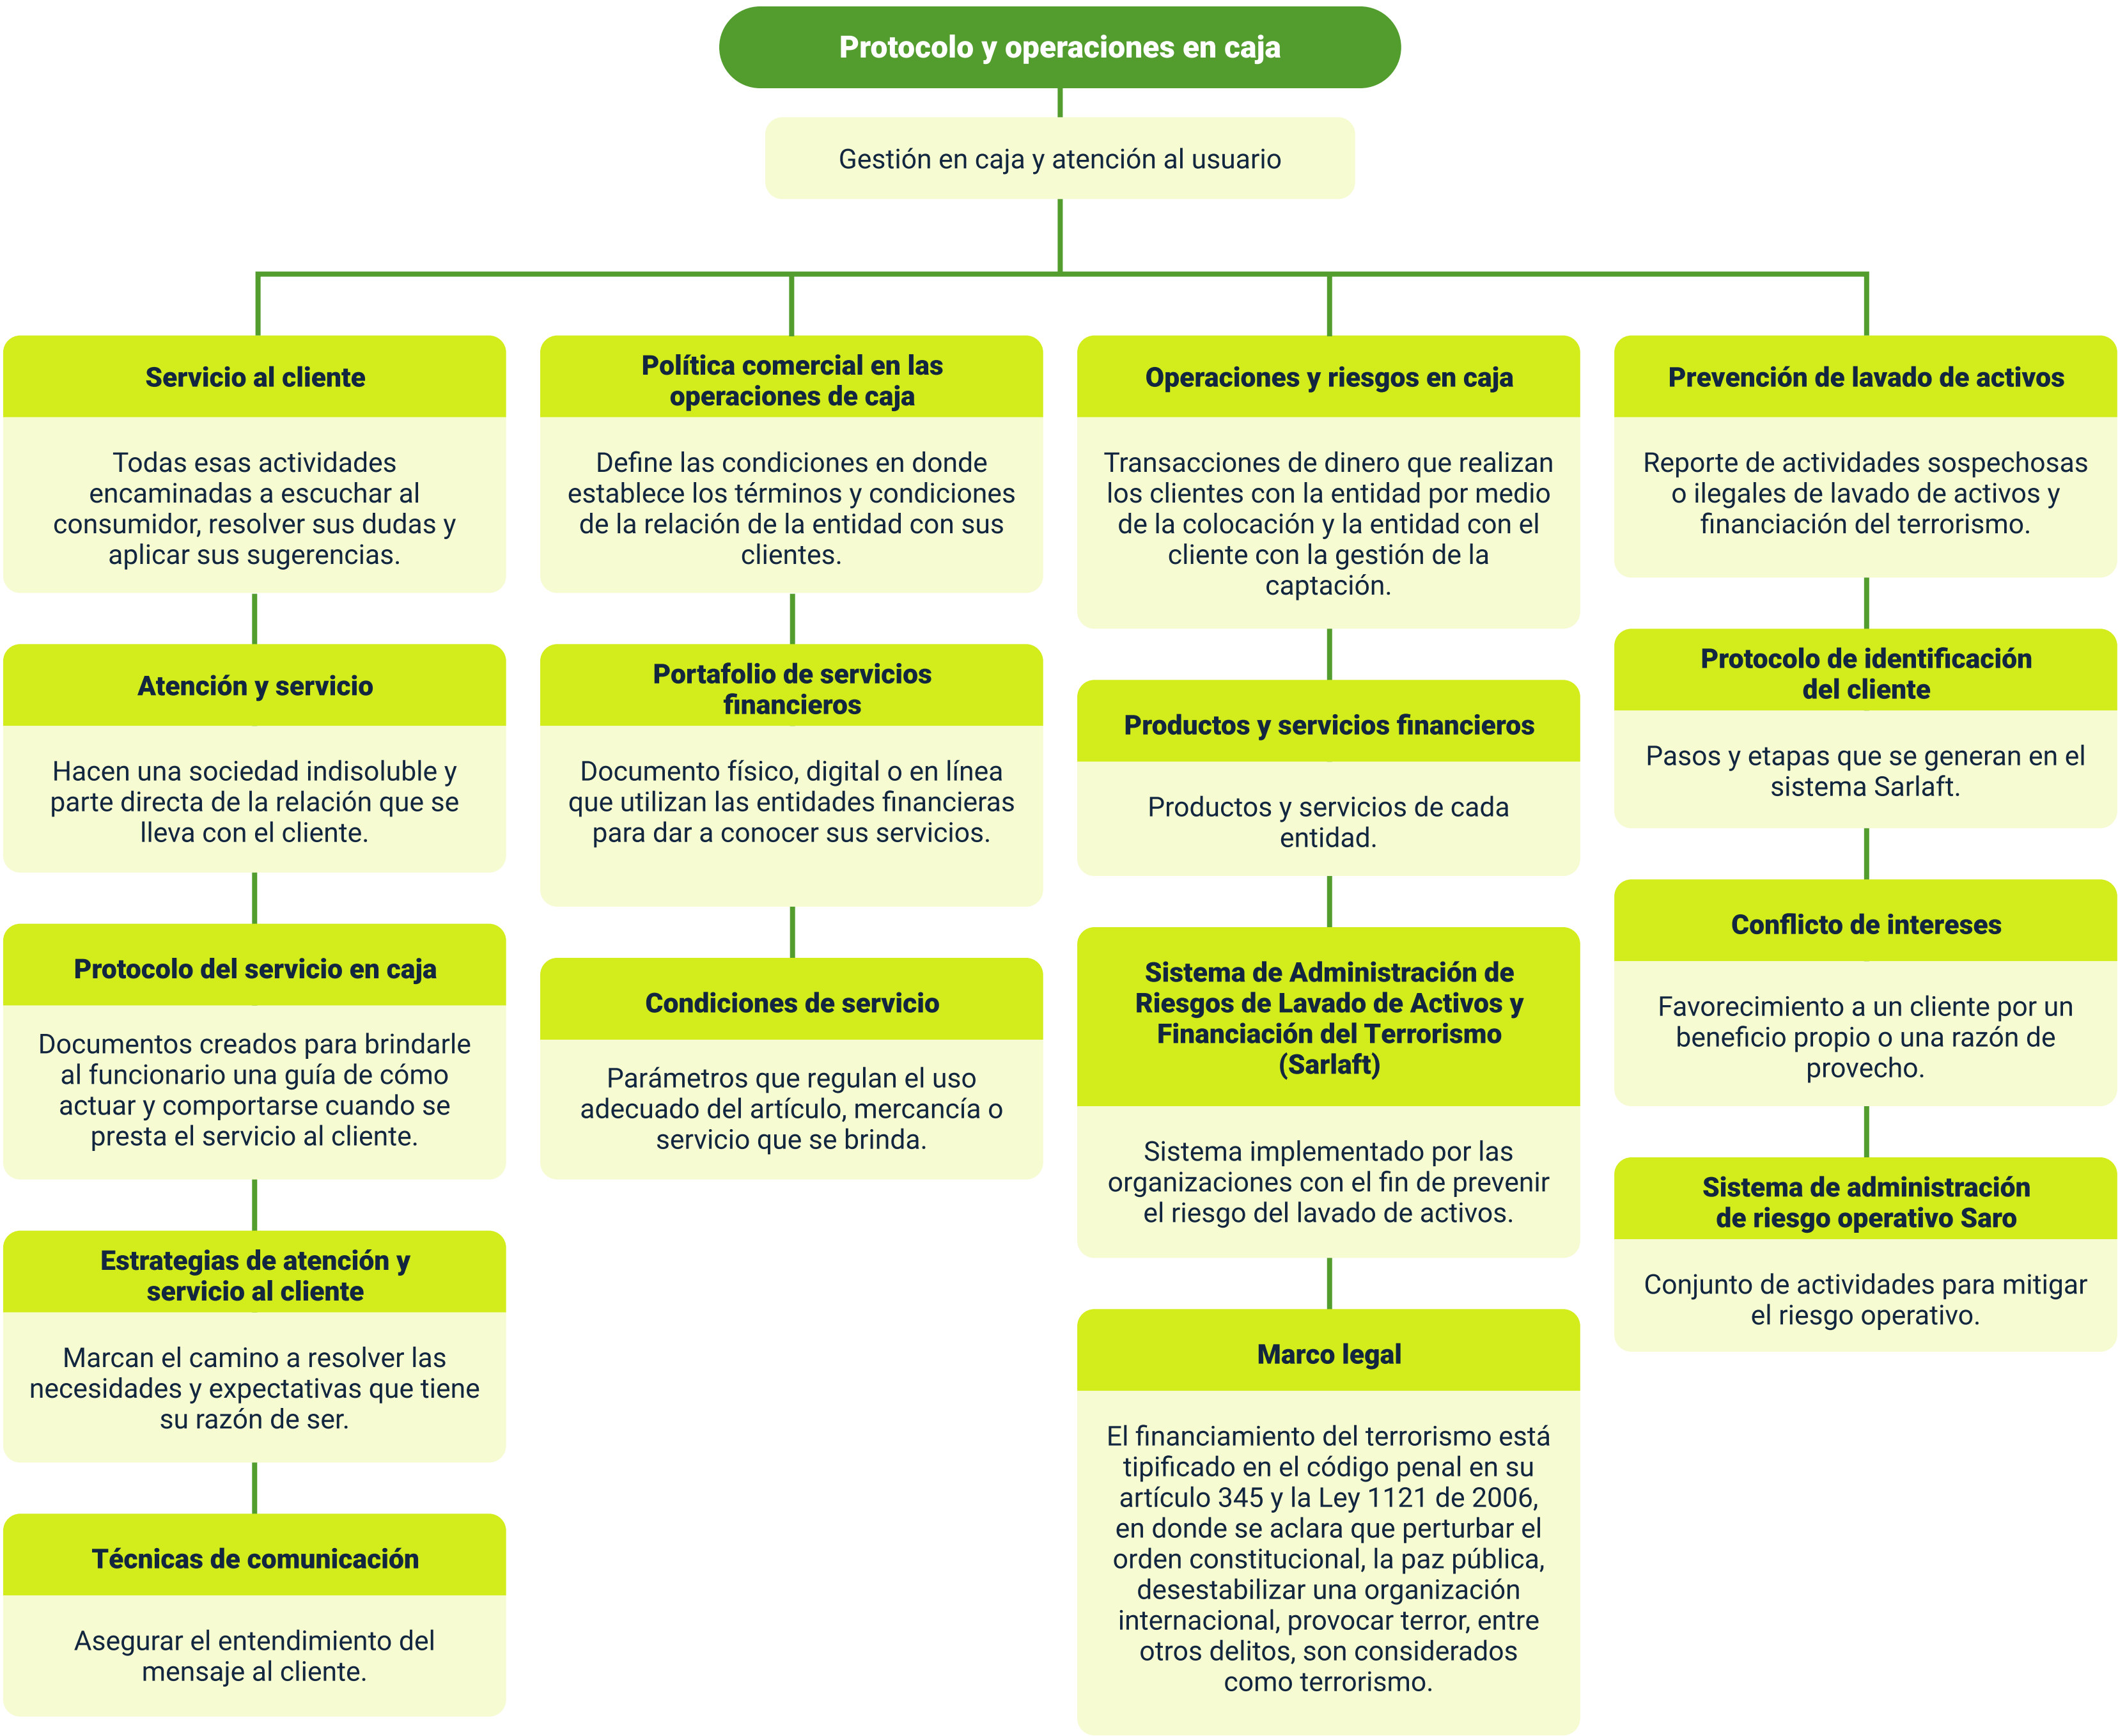 Protocolo y operaciones en caja
Gestión en caja y atención al usuario
Servicio al cliente
Todas esas actividades
encaminadas a escuchar al
consumidor, resolver sus dudas y
aplicar sus sugerencias.
Atención y servicio
Hacen una sociedad indisoluble y
parte directa de la relación que se
lleva con el cliente.
Protocolo del servicio en caja
Documentos creados para brindarle
al funcionario una guía de cómo
actuar y comportarse cuando se
presta el servicio al cliente.
Estrategias de atención y
servicio al cliente
Marcan el camino a resolver las
necesidades y expectativas que tiene
su razón de ser.
Técnicas de comunicación
Asegurar el entendimiento del
mensaje al cliente.
Política comercial en las
operaciones de caja
Define las condiciones en donde
establece los términos y condiciones
de la relación de la entidad con sus
clientes.
Portafolio de servicios
financieros
Documento físico, digital o en línea
que utilizan las entidades financieras
para dar a conocer sus servicios.
Condiciones de servicio
Parámetros que regulan el uso
adecuado del artículo, mercancía o
servicio que se brinda.
Operaciones y riesgos en caja
Transacciones de dinero que realizan
los clientes con la entidad por medio
de la colocación y la entidad con el
cliente con la gestión de la
captación.
Productos y servicios financieros
Productos y servicios de cada
entidad.
Sistema de Administración de
Riesgos de Lavado de Activos y
Financiación del Terrorismo
(Sarlaft)
Sistema implementado por las
organizaciones con el fin de prevenir
el riesgo del lavado de activos.
Marco legal
El financiamiento del terrorismo está
tipificado en el código penal en su
artículo 345 y la Ley 1121 de 2006,
en donde se aclara que perturbar el
orden constitucional, la paz pública,
desestabilizar una organización
internacional, provocar terror, entre
otros delitos, son considerados
como terrorismo.
Prevención de lavado de activos
Reporte de actividades sospechosas
o ilegales de lavado de activos y
financiación del terrorismo.
Protocolo de identificación
del cliente
Pasos y etapas que se generan en el
sistema Sarlaft.
Conflicto de intereses
Favorecimiento a un cliente por un
beneficio propio o una razón de
provecho.
Sistema de administración
de riesgo operativo Saro
Conjunto de actividades para mitigar
el riesgo operativo.